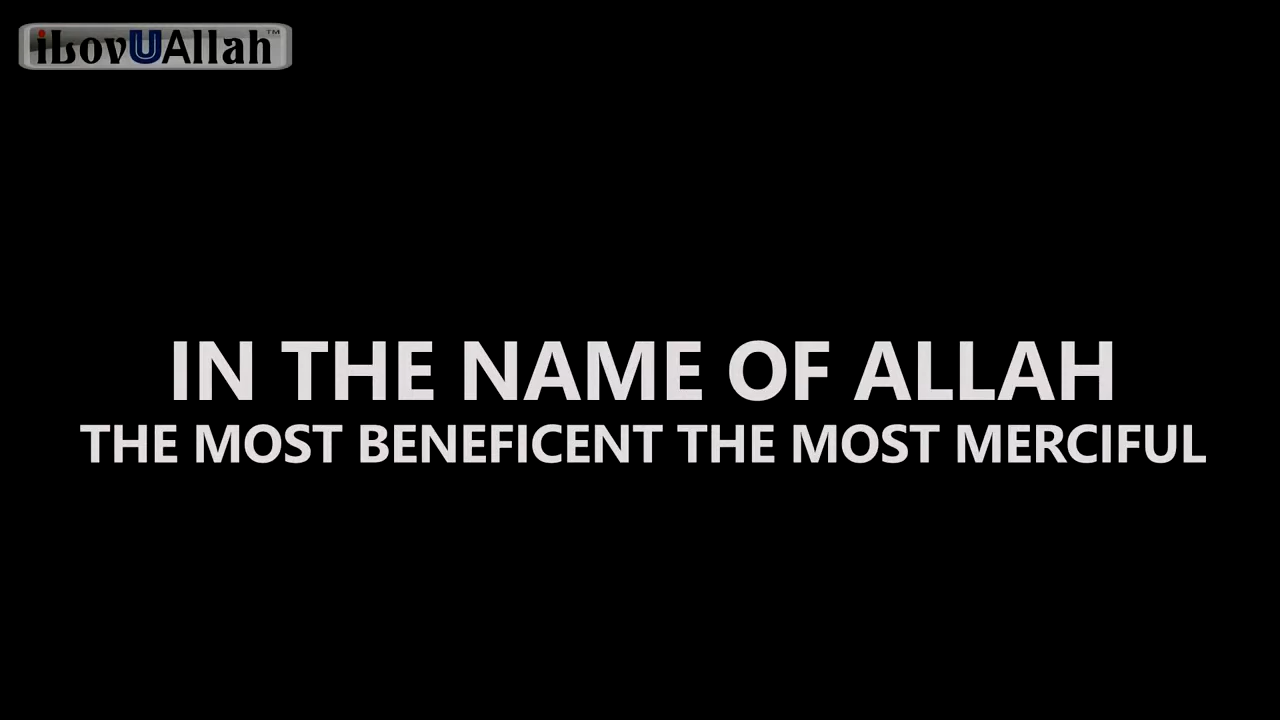 iLovUAllah™
IN THE NAME OF ALLAH
THE MOST BENEFICENT THE MOST MERCIFUL